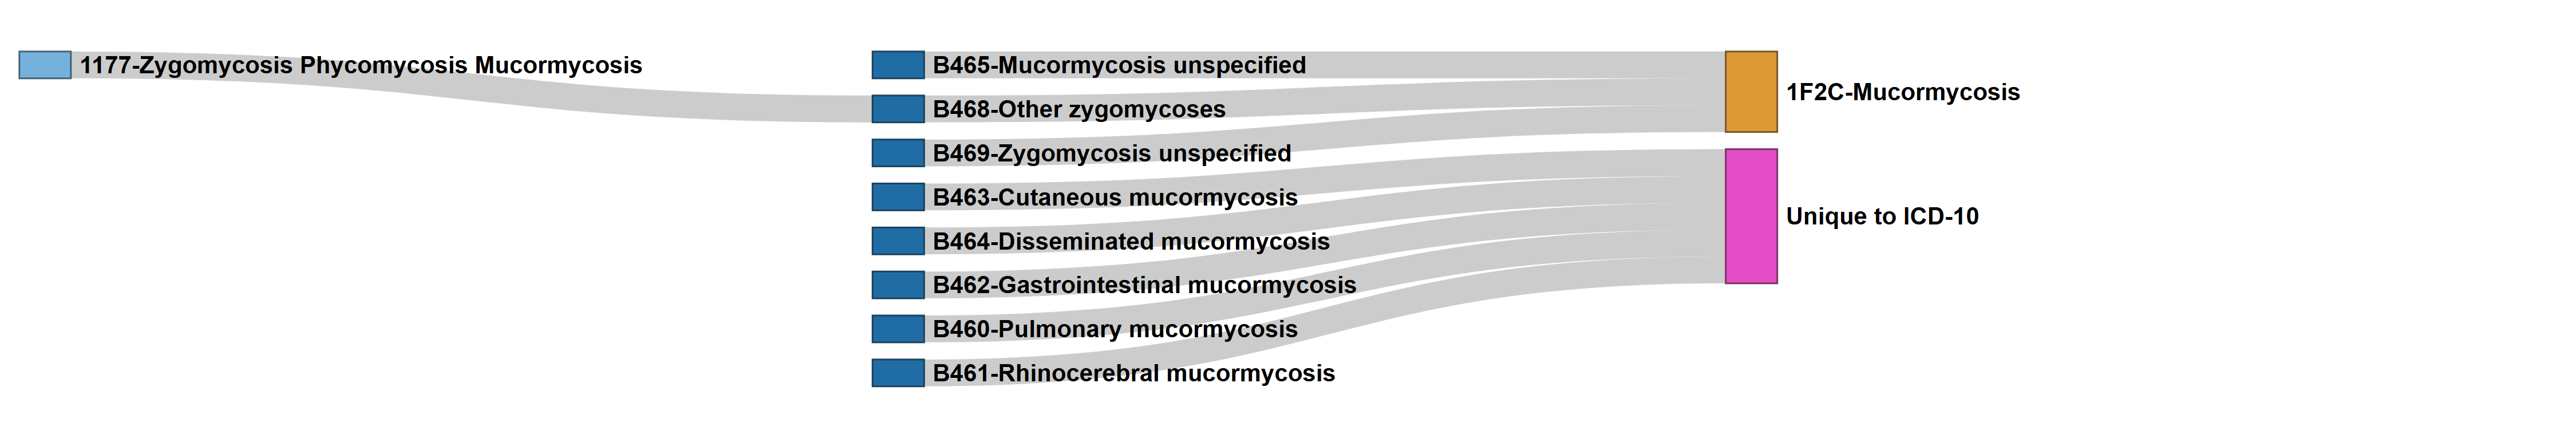 1177-Zygomycosis Phycomycosis Mucormycosis
B465-Mucormycosis unspecified
B468-Other zygomycoses
B469-Zygomycosis unspecified
B463-Cutaneous mucormycosis
B464-Disseminated mucormycosis
B462-Gastrointestinal mucormycosis
B460-Pulmonary mucormycosis
B461-Rhinocerebral mucormycosis
1F2C-Mucormycosis
Unique to ICD-10